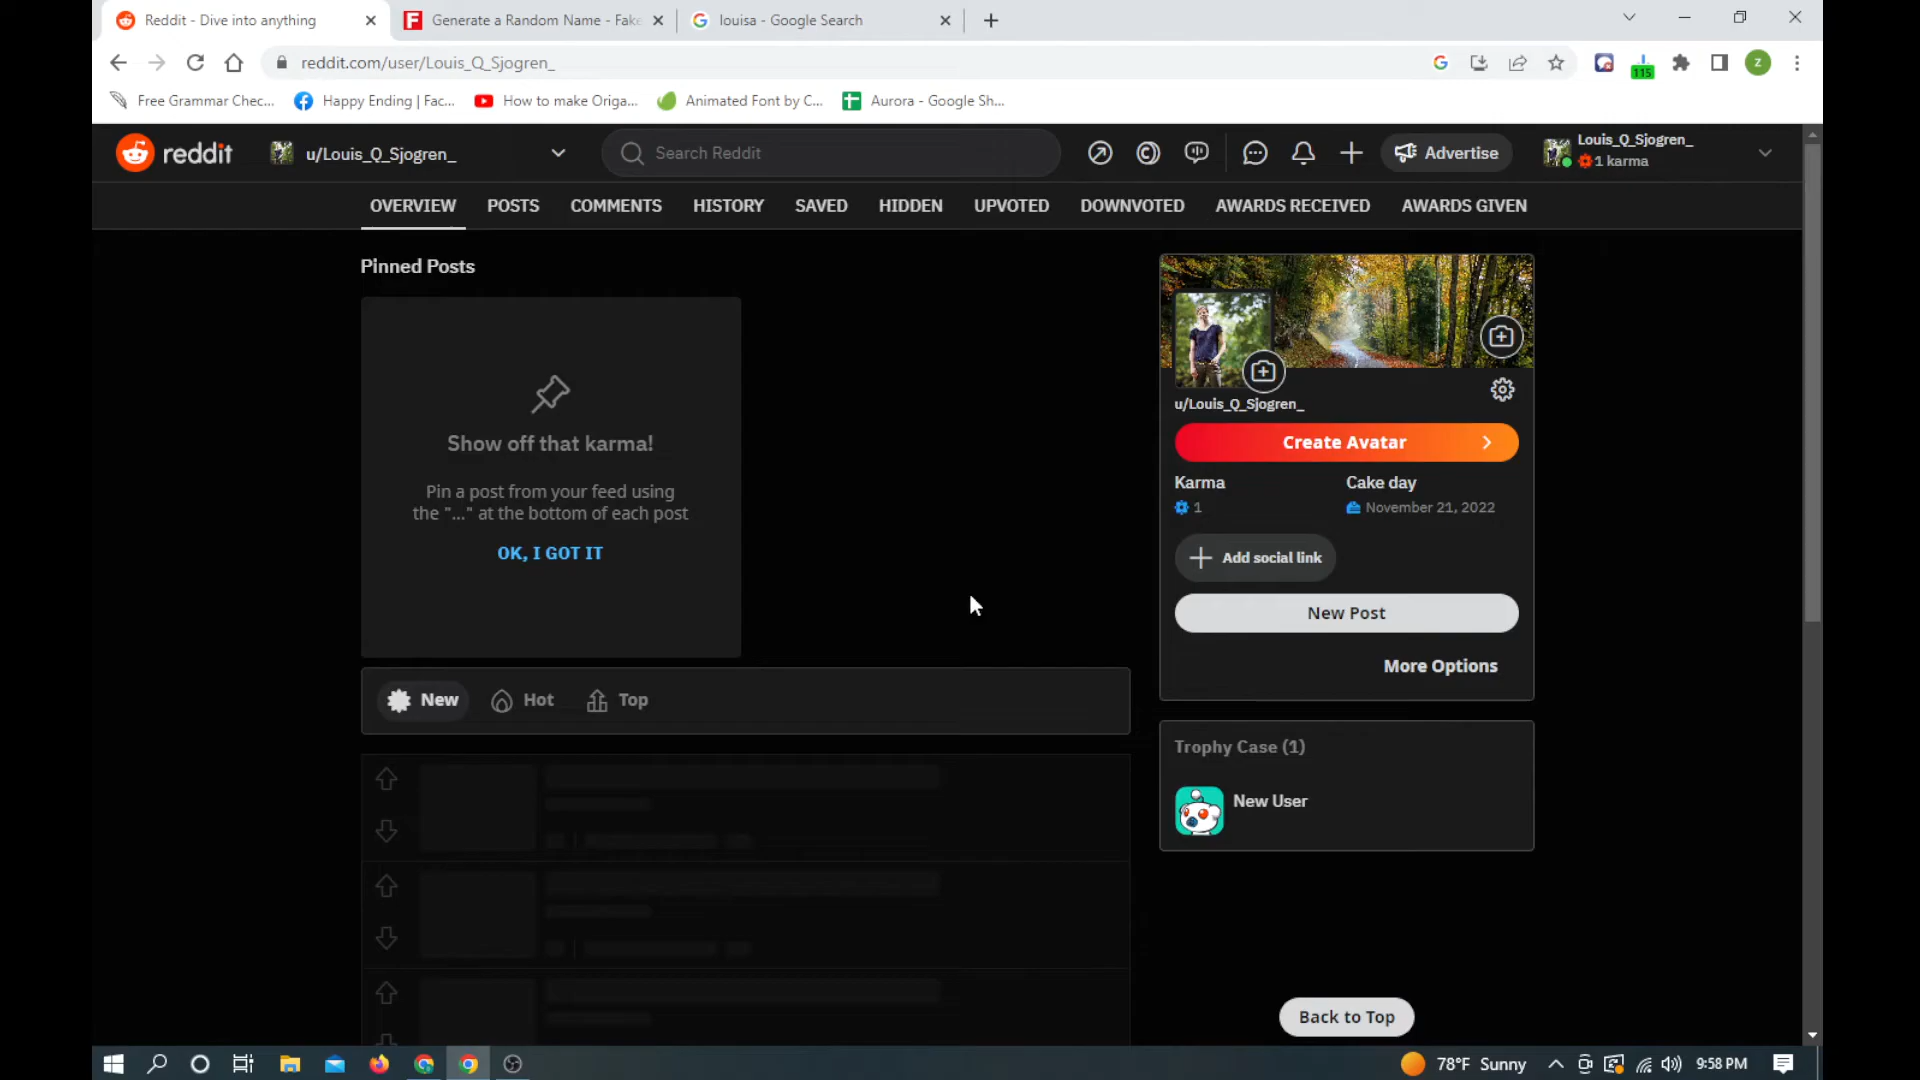 Reddit - Dive into anything
Generate a Random Name - Fake
louisa - Google Search
reddit.com/user/Louis_Q_Sjogren_
115
Z
Free Grammar Chec...
Happy Ending | Fac...
How to make Origa...
Animated Font by C...
Aurora - Google Sh...
reddit
u/Louis_Q_Sjogren_
Search Reddit
Advertise
Louis_Q_Sjogren_
1 karma
OVERVIEW
POSTS
COMMENTS
HISTORY
SAVED
HIDDEN
UPVOTED
DOWNVOTED
AWARDS RECEIVED
AWARDS GIVEN
Pinned Posts
Show off that karma!
Pin a post from your feed using
the "..." at the bottom of each post
OK, I GOT IT
New
Hot
Top
u/Louis_Q_Sjogren_
Create Avatar
Karma
Cake day
1
November 21, 2022
Add social link
New Post
More Options
Trophy Case (1)
New User
Back to Top
78°F Sunny
9:58 PM